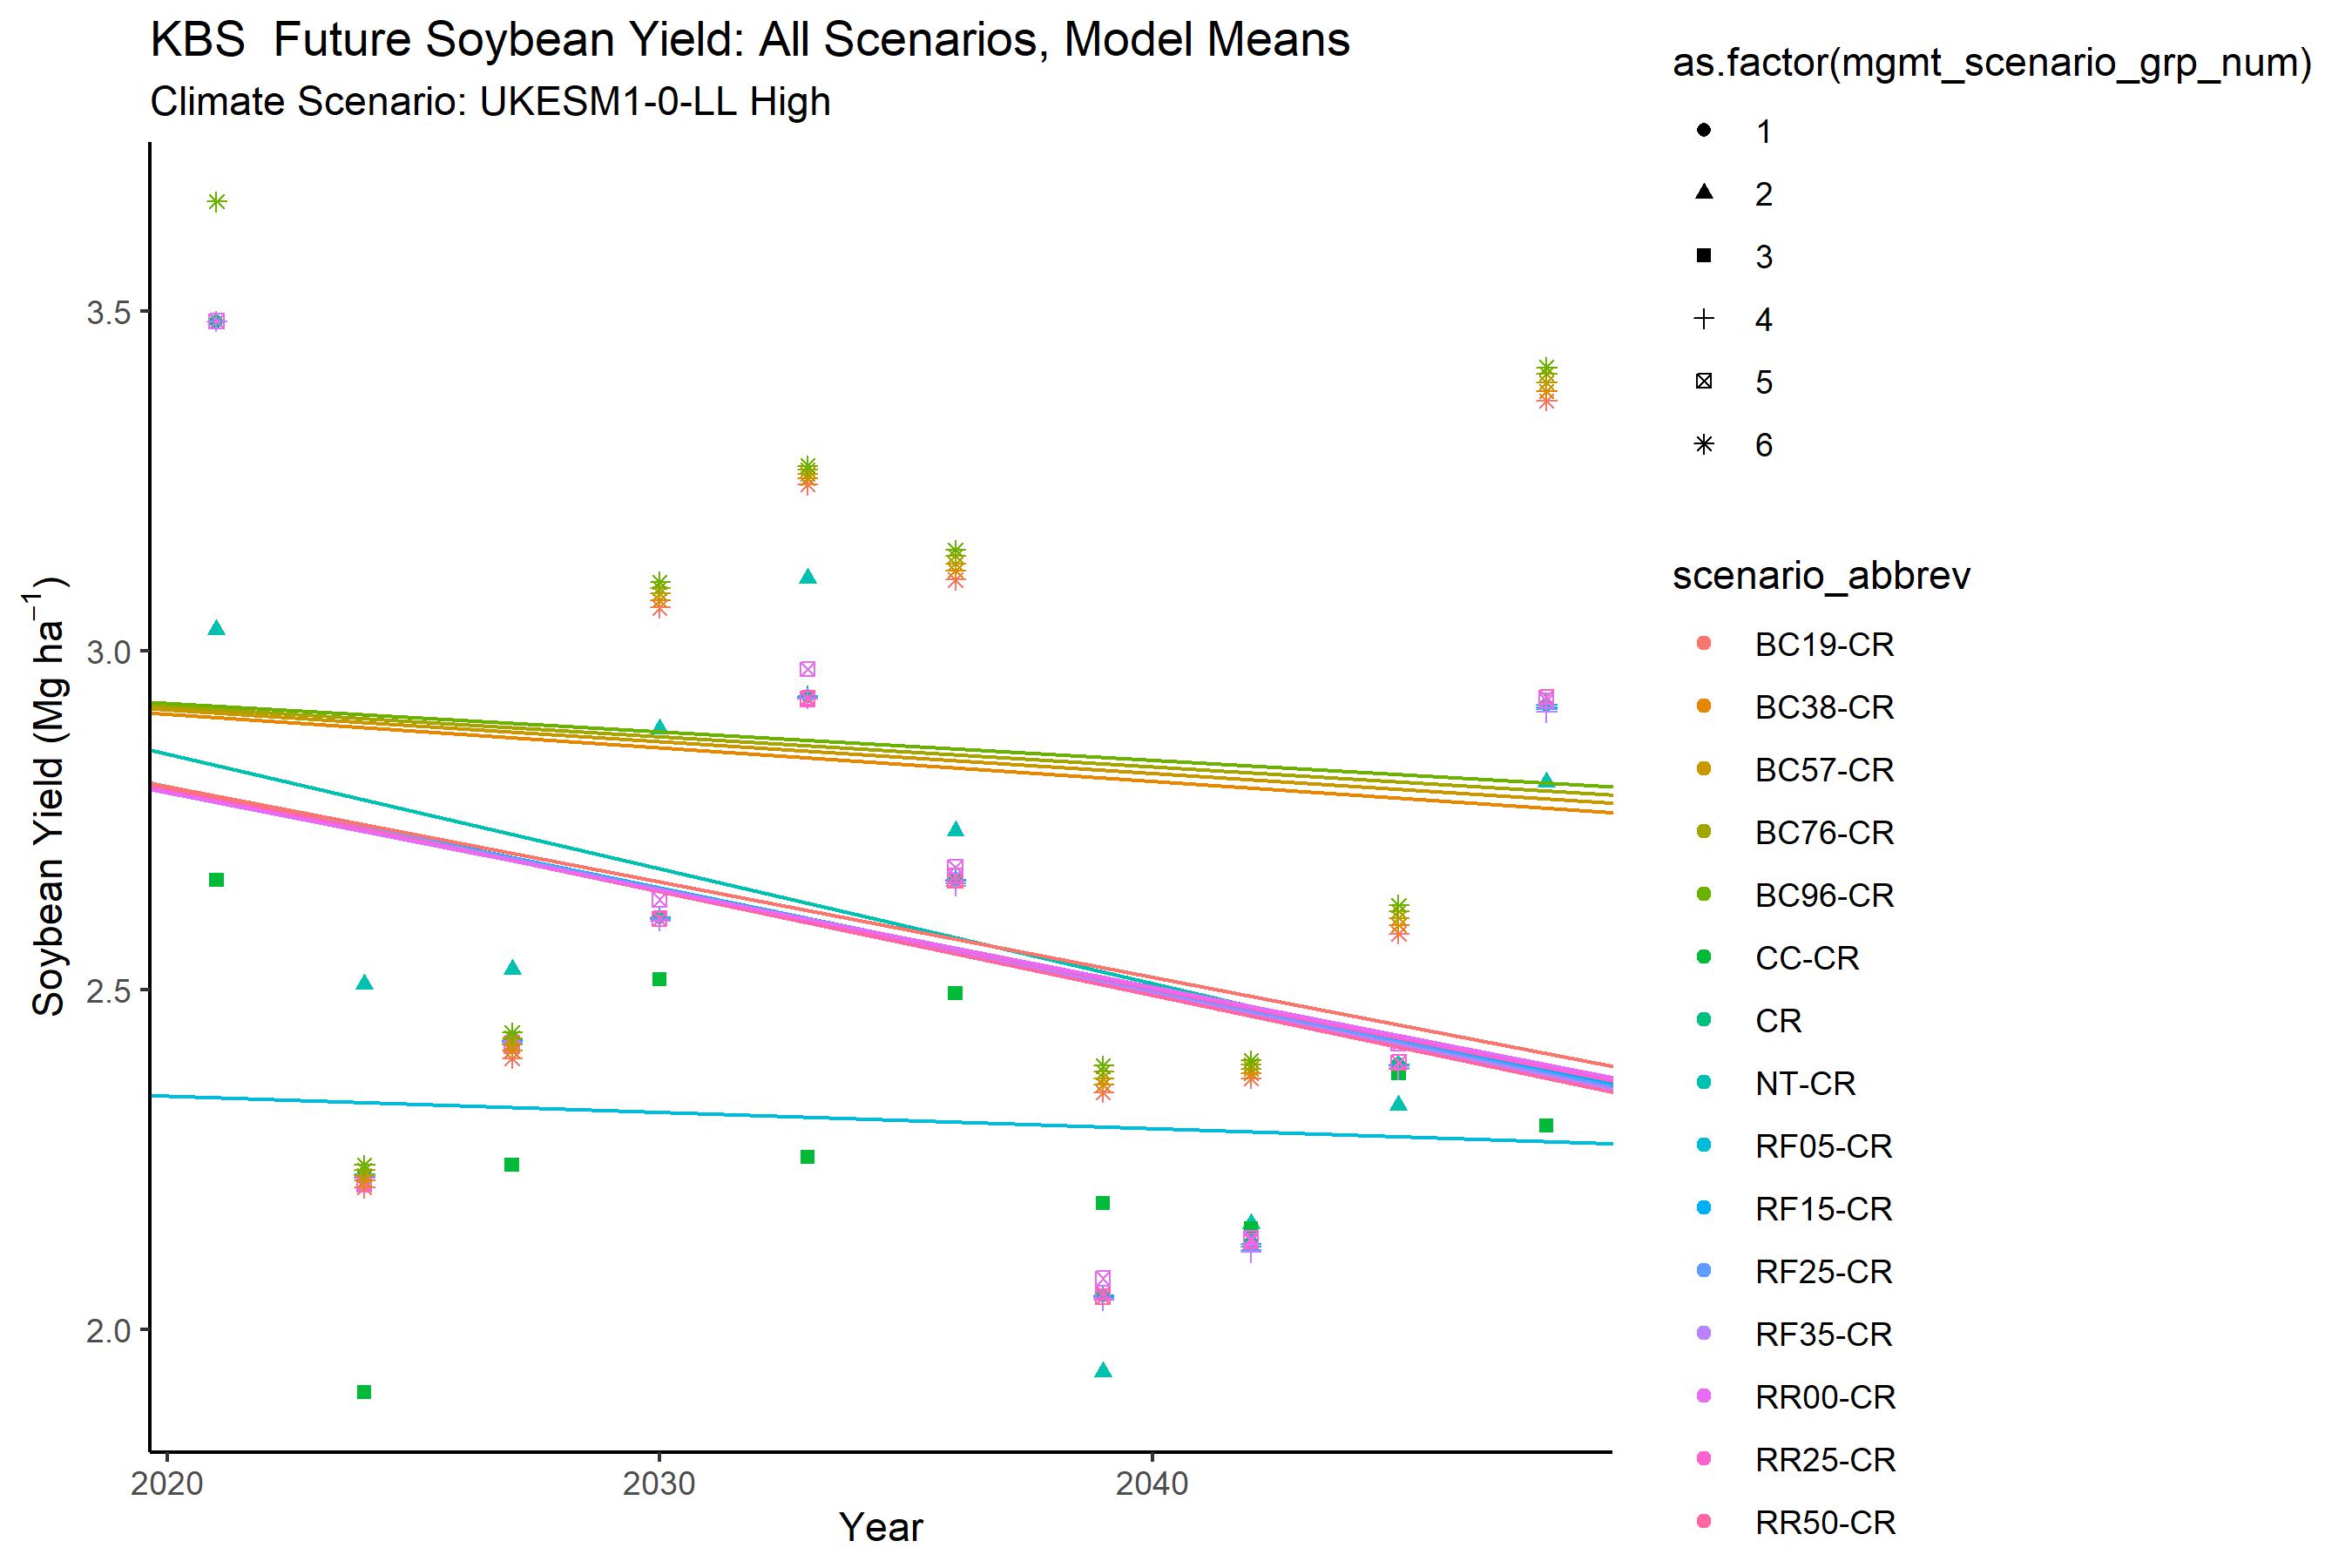 KBS  Future Soybean Yield: All Scenarios, Model Means
Climate Scenario: UKESM1-0-LL High
Soybean Yield (Mg ha⁻¹)
3.5
3.0
2.5
2.0
2020
2030
2040
Year
as.factor(mgmt_scenario_grp_num)
1
2
3
4
5
6
scenario_abbrev
BC19-CR
BC38-CR
BC57-CR
BC76-CR
BC96-CR
CC-CR
CR
NT-CR
RF05-CR
RF15-CR
RF25-CR
RF35-CR
RR00-CR
RR25-CR
RR50-CR